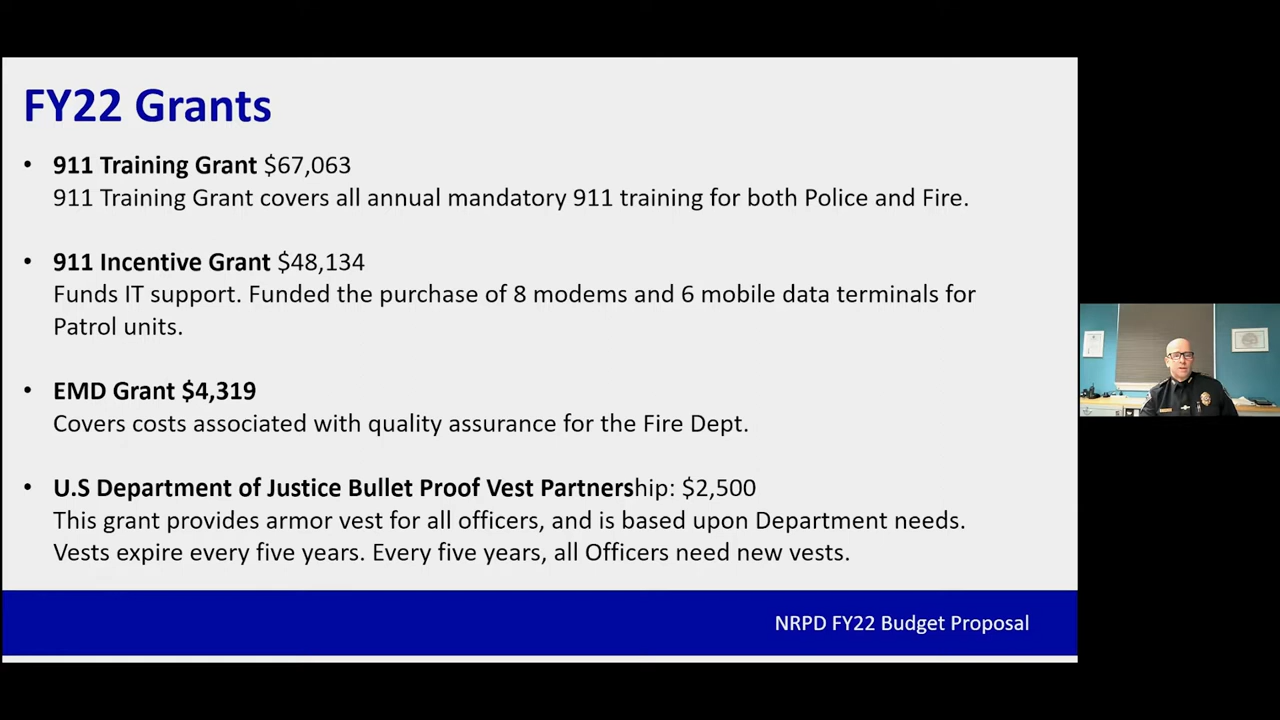 FY22 Grants
• 911 Training Grant $67,063
911 Training Grant covers all annual mandatory 911 training for both Police and Fire.
• 911 Incentive Grant $48,134
Funds IT support. Funded the purchase of 8 modems and 6 mobile data terminals for
Patrol units.
• EMD Grant $4,319
Covers costs associated with quality assurance for the Fire Dept.
• U.S Department of Justice Bullet Proof Vest Partnership: $2,500
This grant provides armor vest for all officers, and is based upon Department needs.
Vests expire every five years. Every five years, all Officers need new vests.
NRPD FY22 Budget Proposal